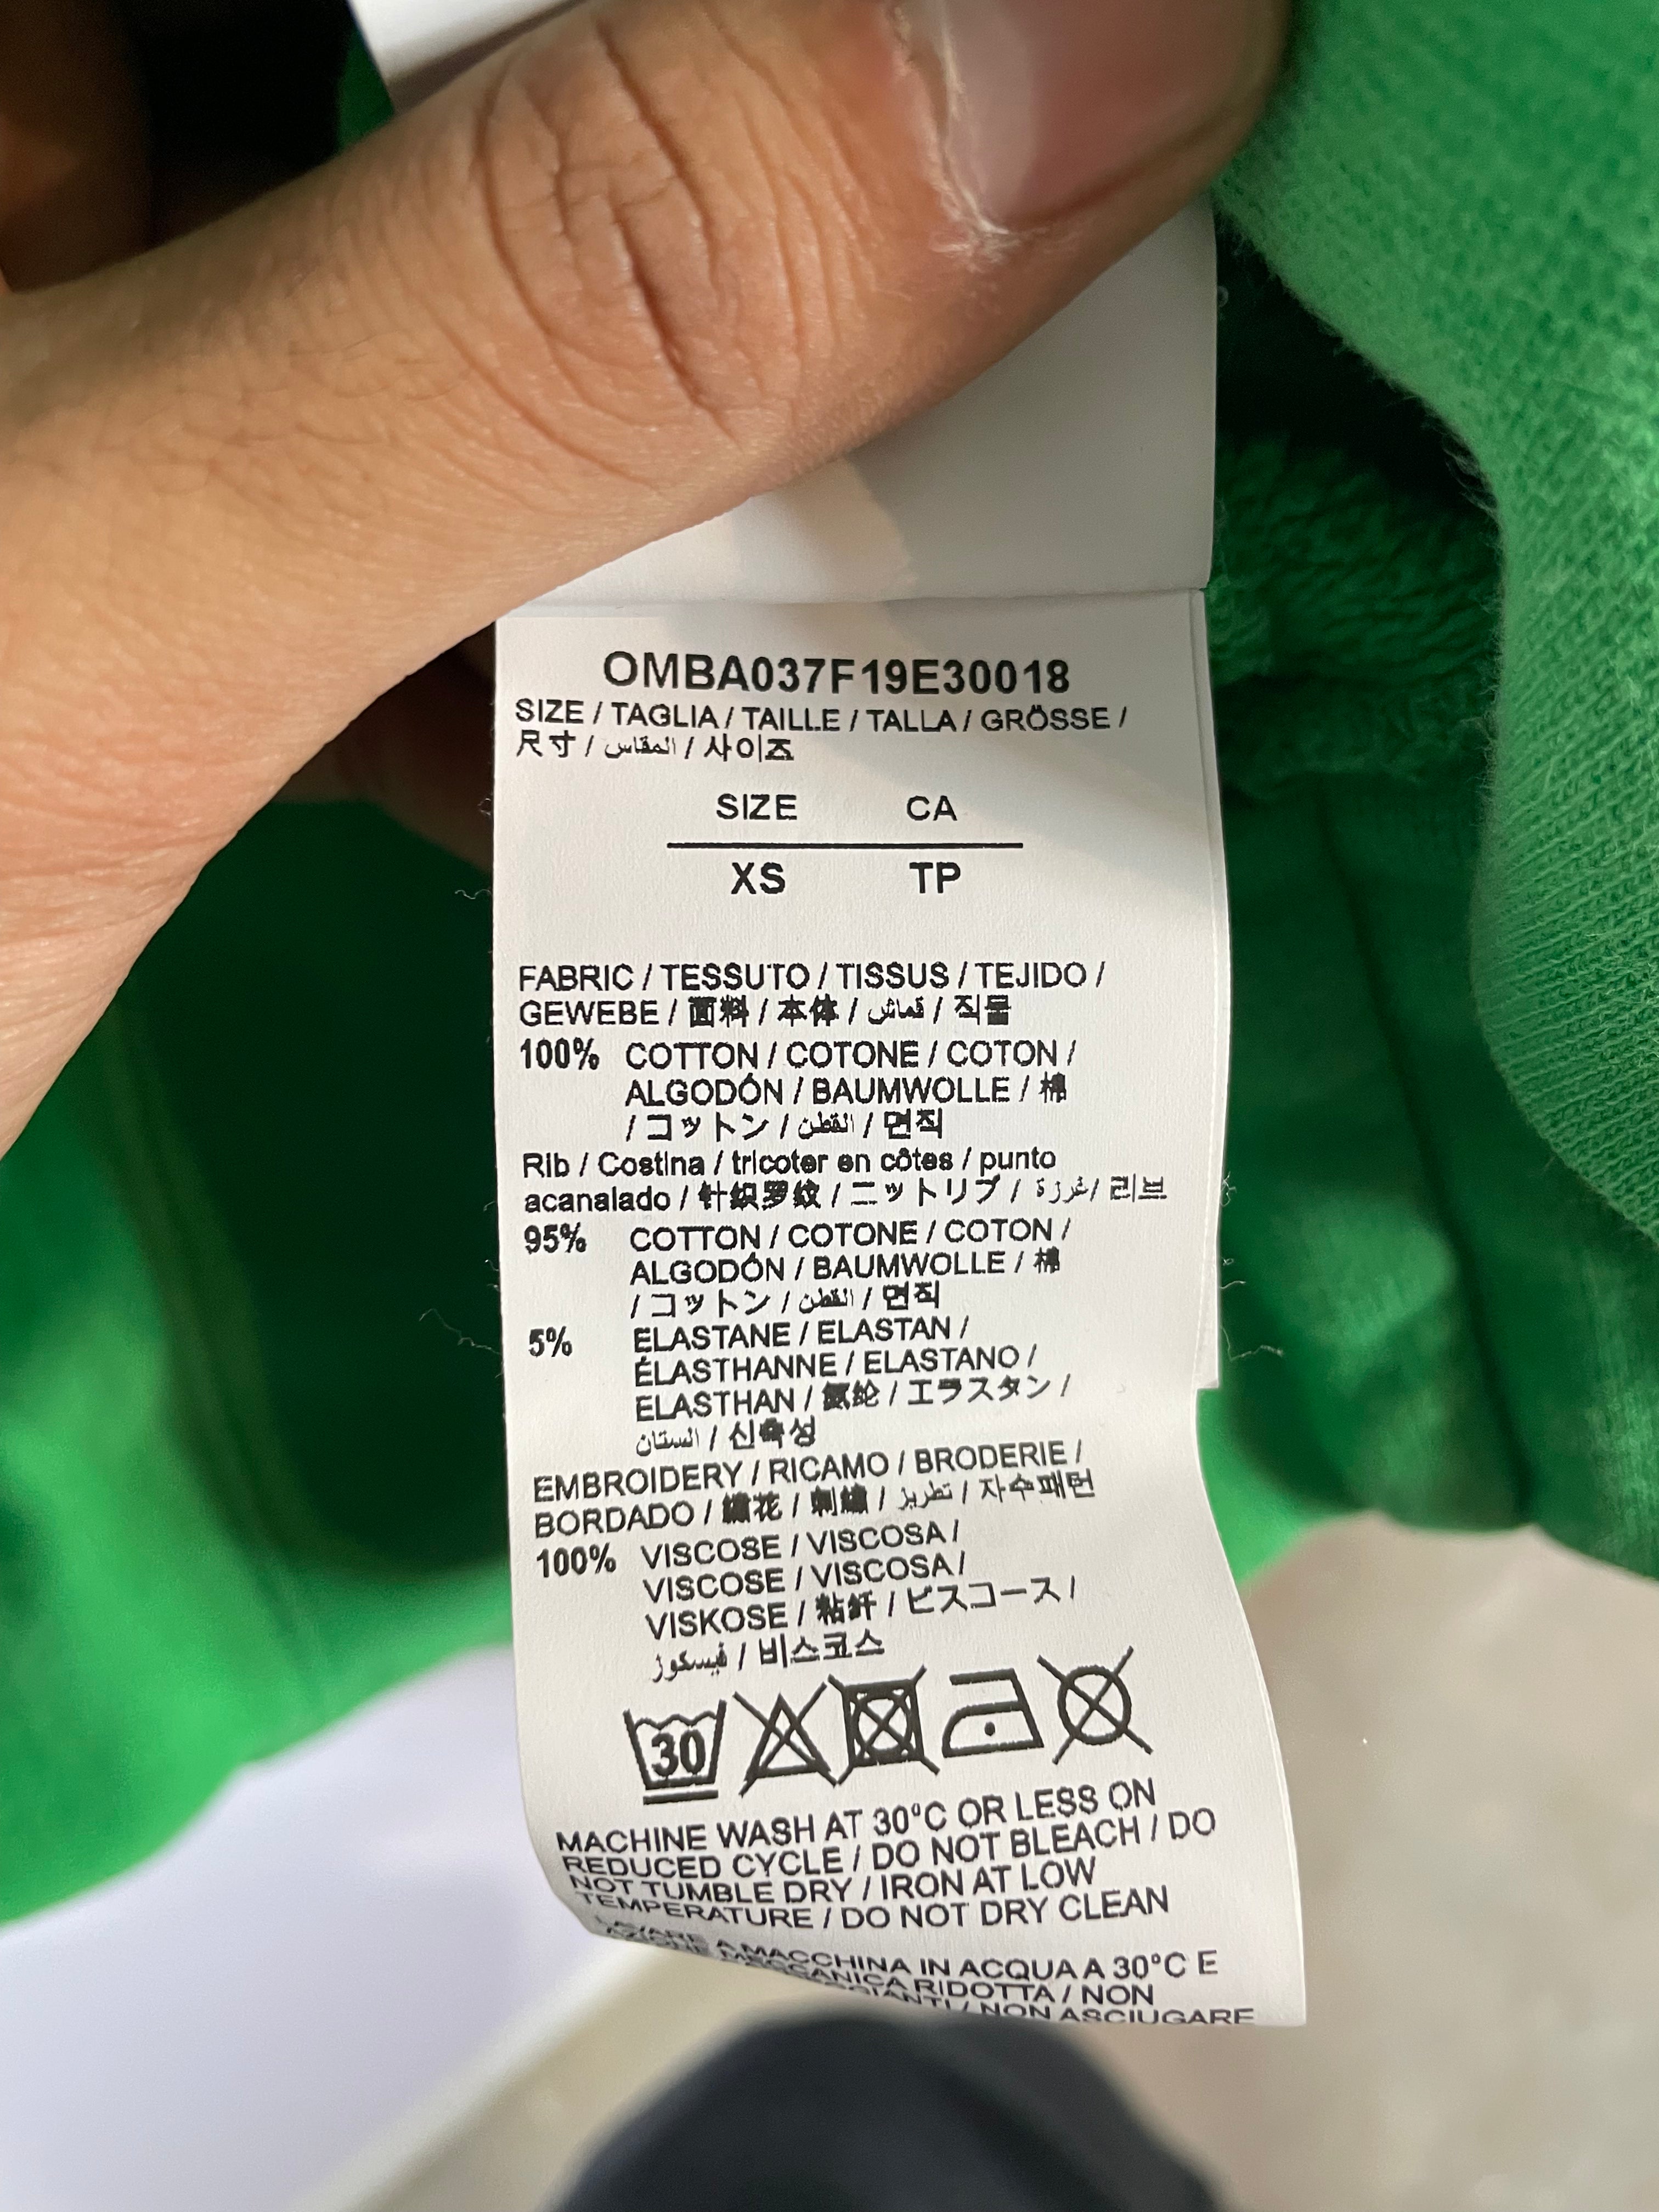 OMBA037F19E30018
SIZE / TAGLIA / TAILLE / TALLA / GRÖSSE /
尺寸 / المقاس / 사이즈
SIZE CA
XS TP
FABRIC / TESSUTO / TISSUS / TEJIDO /
GEWEBE / 面料 / 本体 / قماش / 직물
100% COTTON / COTONE / COTON /
ALGODÓN / BAUMWOLLE / 棉
/ コットン / القطن / 면직
Rib / Costina / tricoter en côtes / punto
acanalado / 针织罗纹 / ニットリブ / غرزة / 리브
95% COTTON / COTONE / COTON /
ALGODÓN / BAUMWOLLE / 棉
/ コットン / القطن / 면직
5% ELASTANE / ELASTAN /
ÉLASTHANNE / ELASTANO /
ELASTHAN / 氨纶 / エラスタン /
الستان / 신축성
EMBROIDERY / RICAMO / BRODERIE /
BORDADO / 繡花 / 刺繍 / تطريز / 자수패턴
100% VISCOSE / VISCOSA /
VISCOSE / VISCOSA /
VISKOSE / 粘纤 / ビスコース /
فيسكوز / 비스코스
30
MACHINE WASH AT 30°C OR LESS ON
REDUCED CYCLE / DO NOT BLEACH / DO
NOT TUMBLE DRY / IRON AT LOW
TEMPERATURE / DO NOT DRY CLEAN
LAVARE A MACCHINA IN ACQUA A 30°C E
AZIONE MECCANICA RIDOTTA / NON
/ NON ASCIUGARE